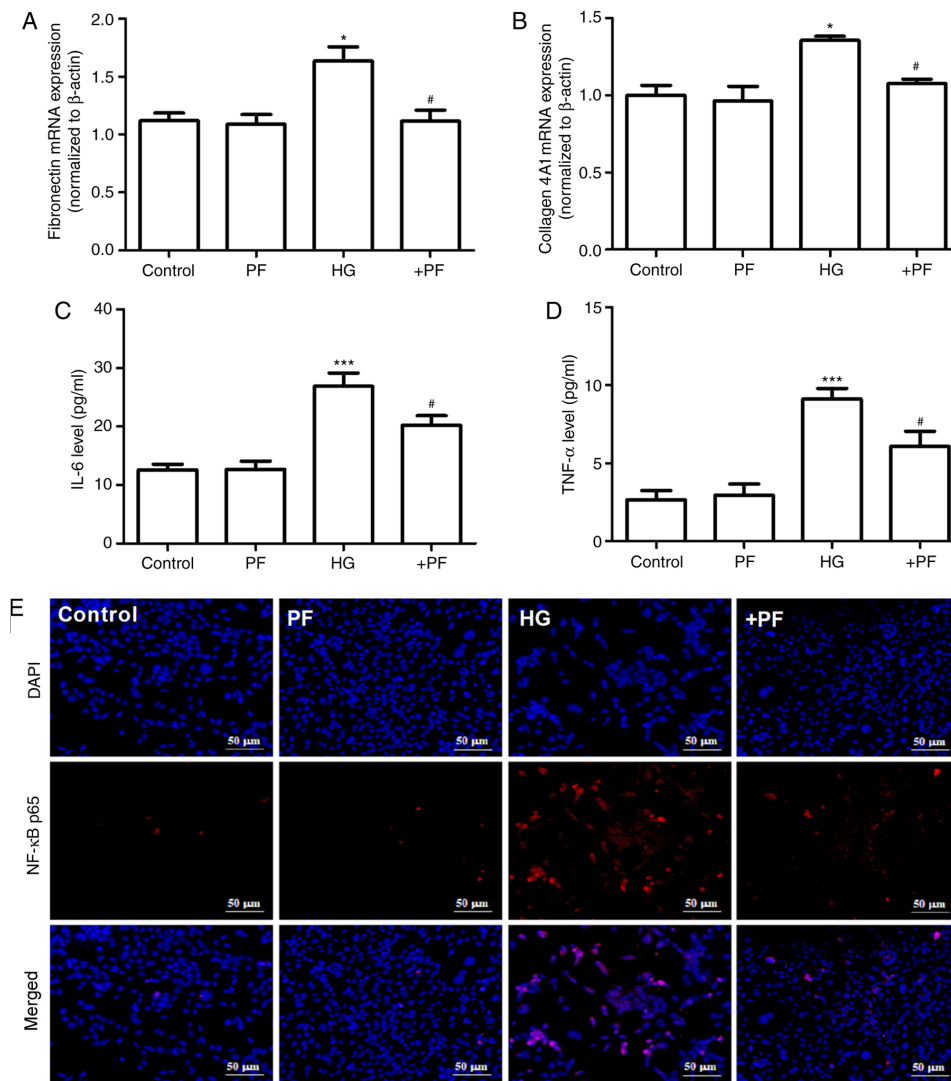 A
Fibronectin mRNA expression
(normalized to β-actin)
2.0
1.5
1.0
0.5
0.0
*
#
Control PF HG +PF
B
Collagen 4A1 mRNA expression
(normalized to β-actin)
1.5
1.0
0.5
0.0
*
#
Control PF HG +PF
C
IL-6 level (pg/ml)
40
30
20
10
0
***
#
Control PF HG +PF
D
TNF-α level (pg/ml)
15
10
5
0
***
#
Control PF HG +PF
E
Control PF HG +PF
DAPI
50 µm 50 µm 50 µm 50 µm
NF-κB p65
50 µm 50 µm 50 µm 50 µm
Merged
50 µm 50 µm 50 µm 50 µm